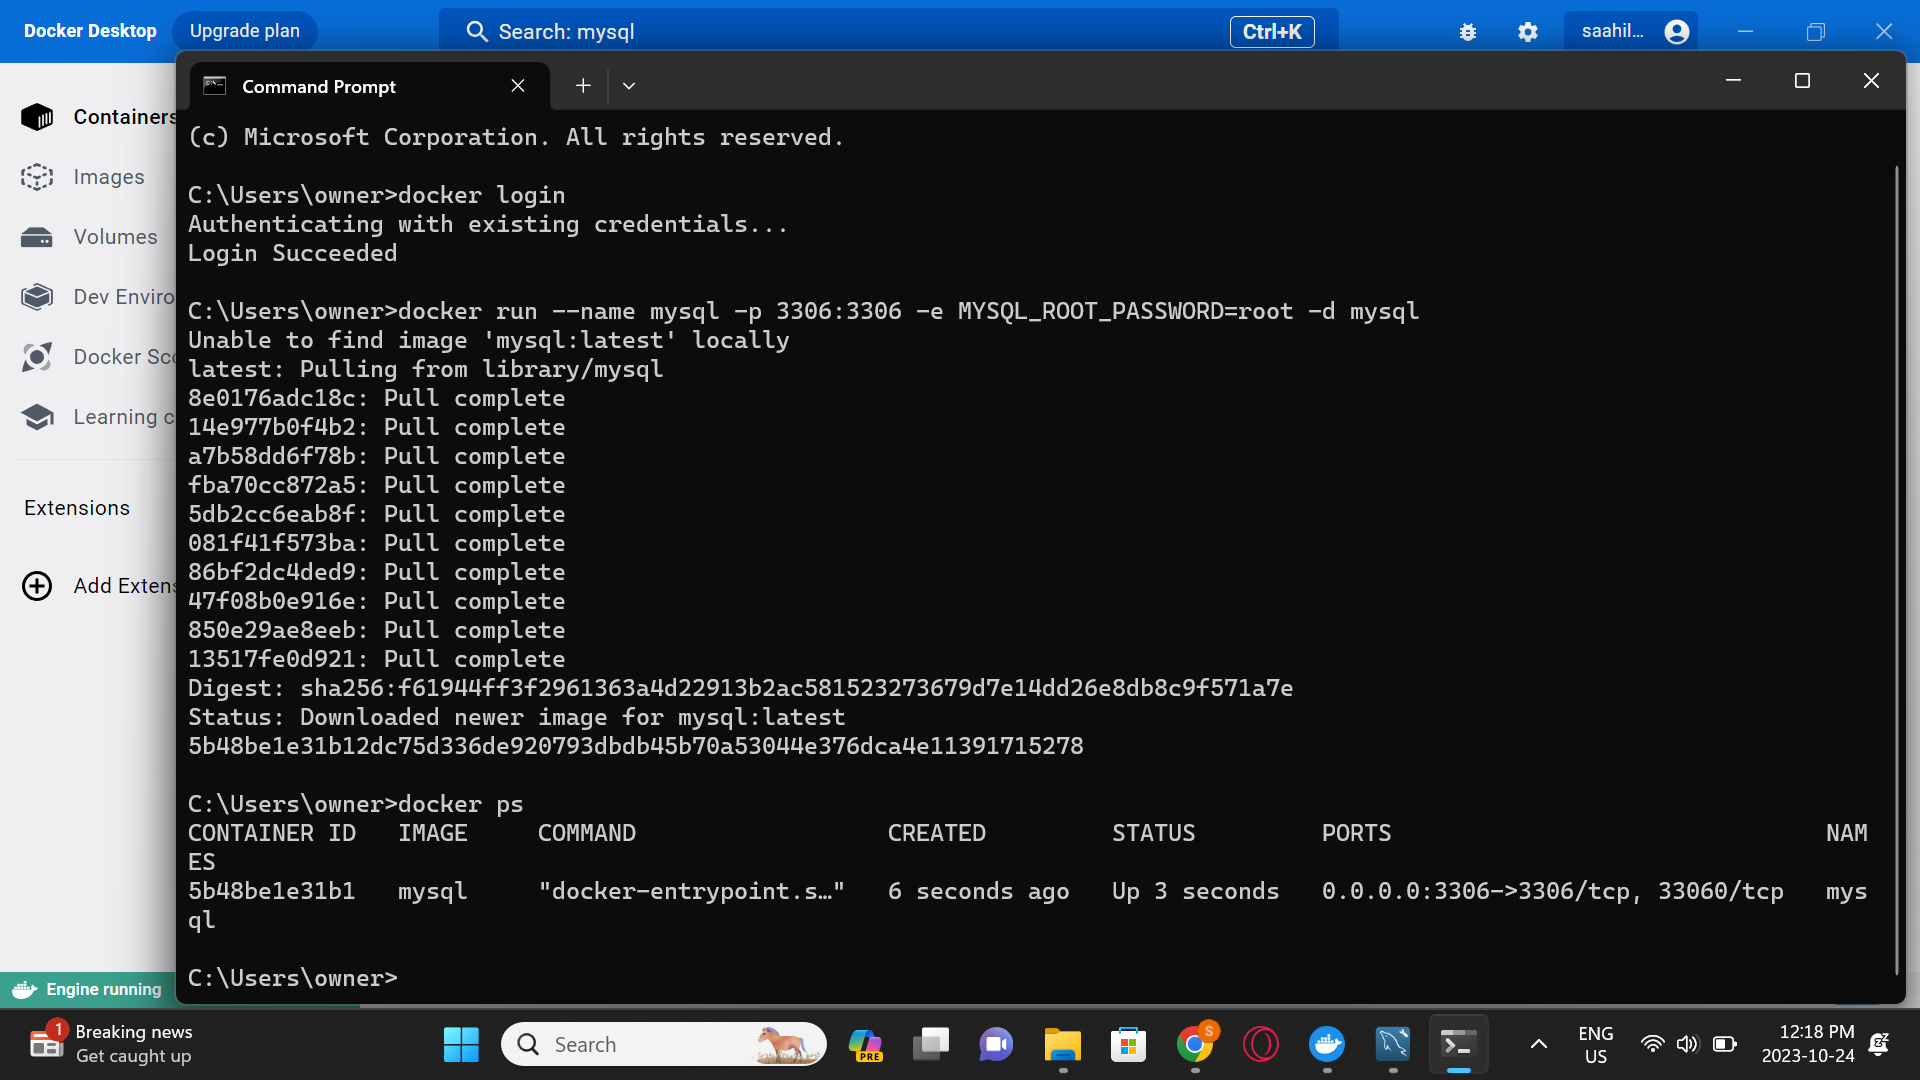 Docker Desktop
Upgrade plan
Search: mysql
Ctrl+K
saahil...
Containers
Images
Volumes
Dev Enviro
Docker Sco
Learning c
Extensions
Add Extens
Engine running
Command Prompt
(c) Microsoft Corporation. All rights reserved.
C:\Users\owner>docker login
Authenticating with existing credentials...
Login Succeeded
C:\Users\owner>docker run --name mysql -p 3306:3306 -e MYSQL_ROOT_PASSWORD=root -d mysql
Unable to find image 'mysql:latest' locally
latest: Pulling from library/mysql
8e0176adc18c: Pull complete
14e977b0f4b2: Pull complete
a7b58dd6f78b: Pull complete
fba70cc872a5: Pull complete
5db2cc6eab8f: Pull complete
081f41f573ba: Pull complete
86bf2dc4ded9: Pull complete
47f08b0e916e: Pull complete
850e29ae8eeb: Pull complete
13517fe0d921: Pull complete
Digest: sha256:f61944ff3f2961363a4d22913b2ac581523273679d7e14dd26e8db8c9f571a7e
Status: Downloaded newer image for mysql:latest
5b48be1e31b12dc75d336de920793dbdb45b70a53044e376dca4e11391715278
C:\Users\owner>docker ps
CONTAINER ID   IMAGE     COMMAND                  CREATED         STATUS         PORTS                               NAM
ES
5b48be1e31b1   mysql     "docker-entrypoint.s…"   6 seconds ago   Up 3 seconds   0.0.0.0:3306->3306/tcp, 33060/tcp   mys
ql
C:\Users\owner>
1
Breaking news
Get caught up
Search
PRE
S
ENG
US
12:18 PM
2023-10-24